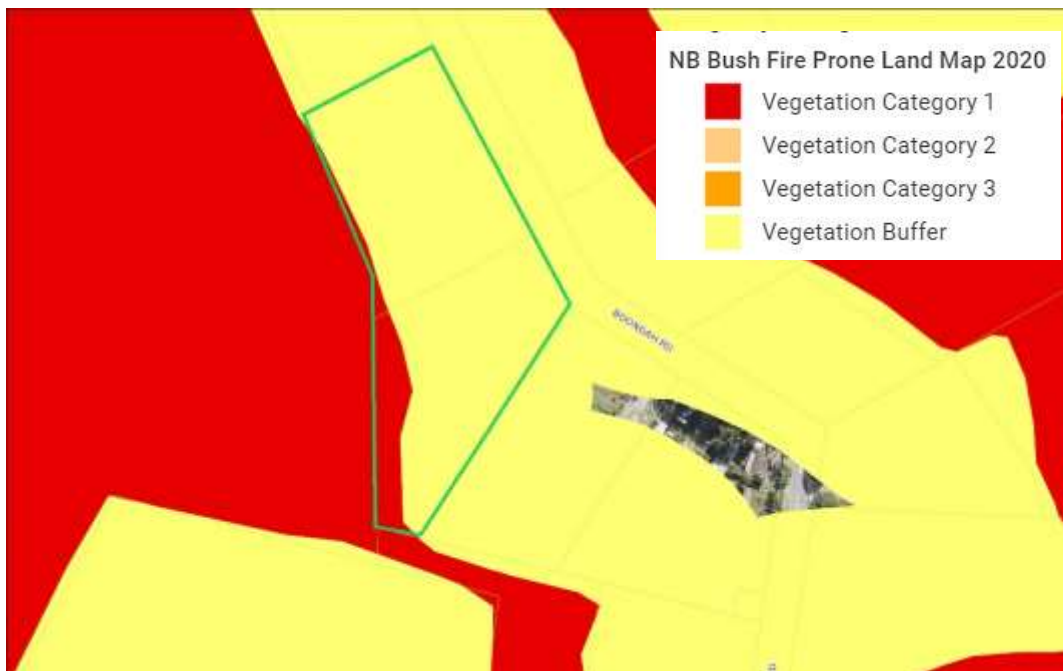 NB Bush Fire Prone Land Map 2020
Vegetation Category 1
Vegetation Category 2
Vegetation Category 3
Vegetation Buffer
BOONDAH RD